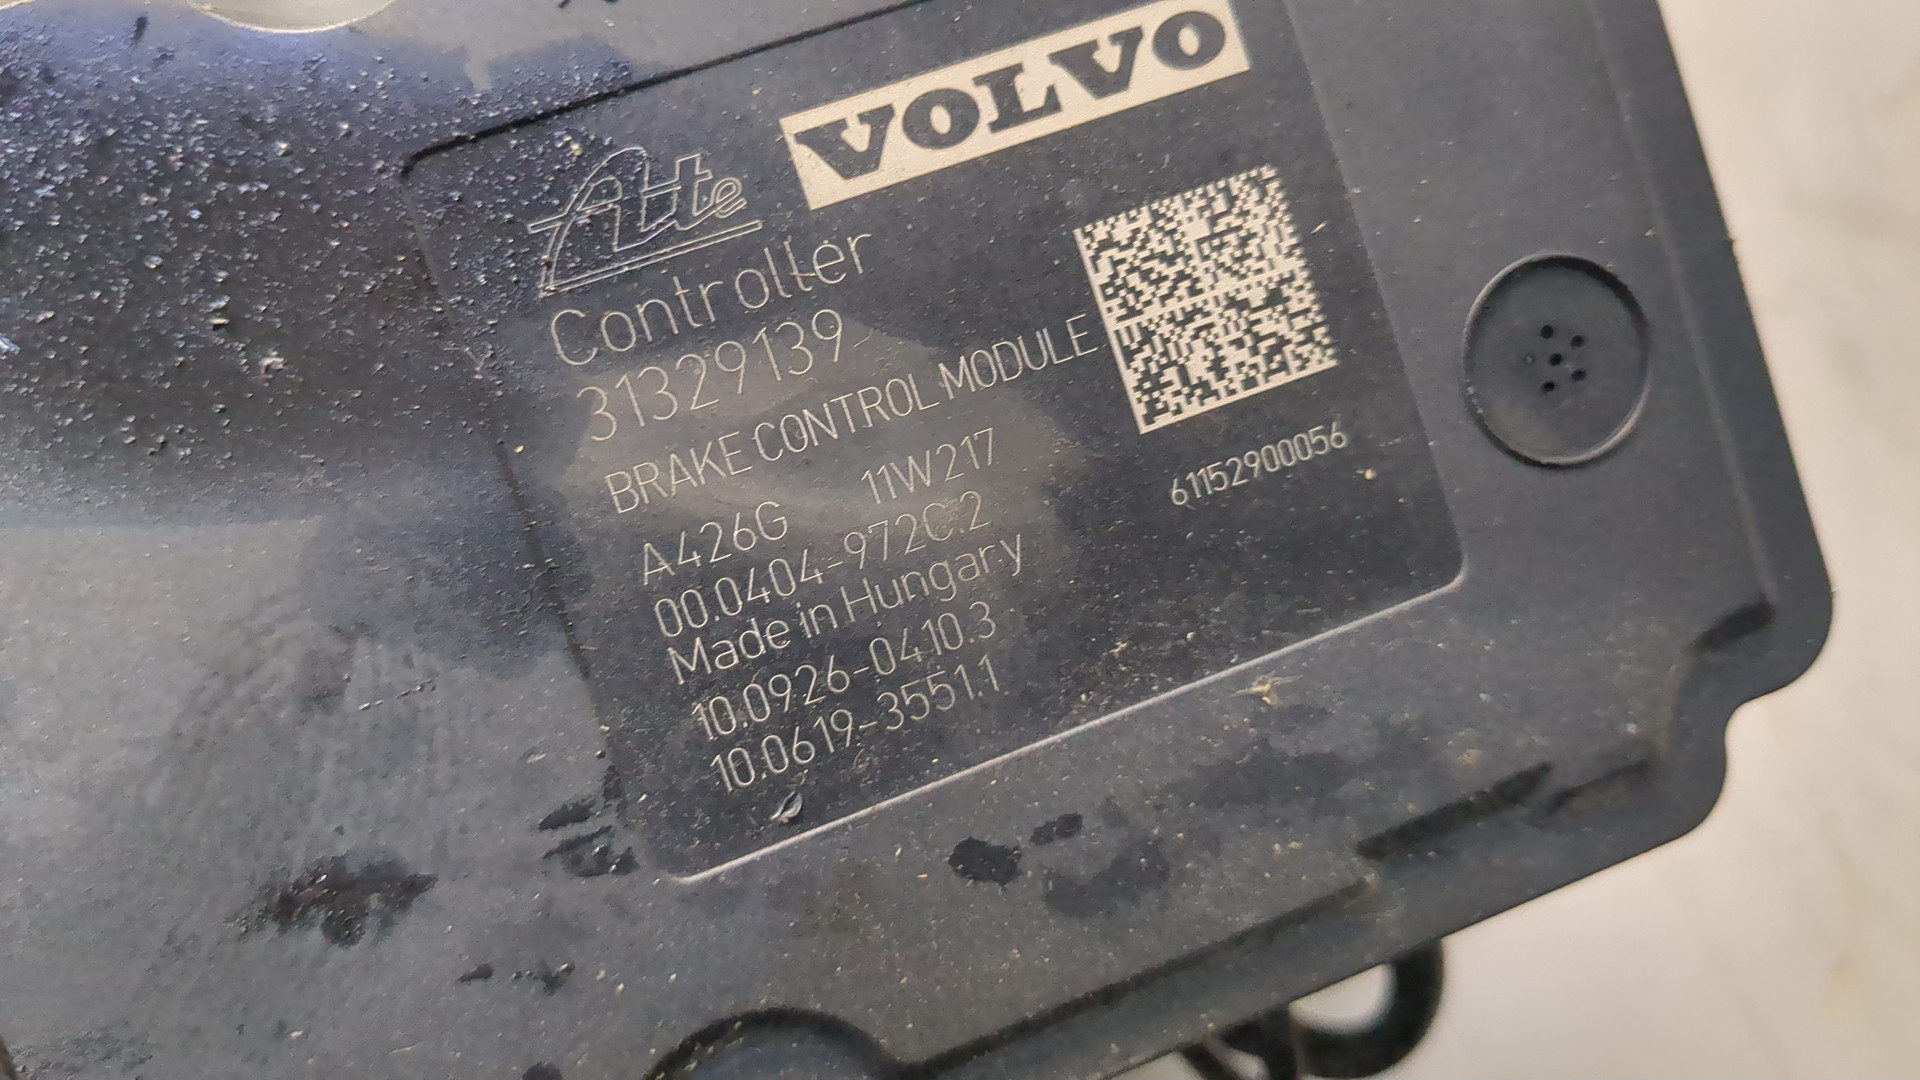 VOLVO
Ate
Controller
31329139
BRAKE CONTROL MODULE
A426G 11W217
00.0404-972C.2
Made in Hungary
10.0926-0410.3
10.0619-3551.1
61152900056